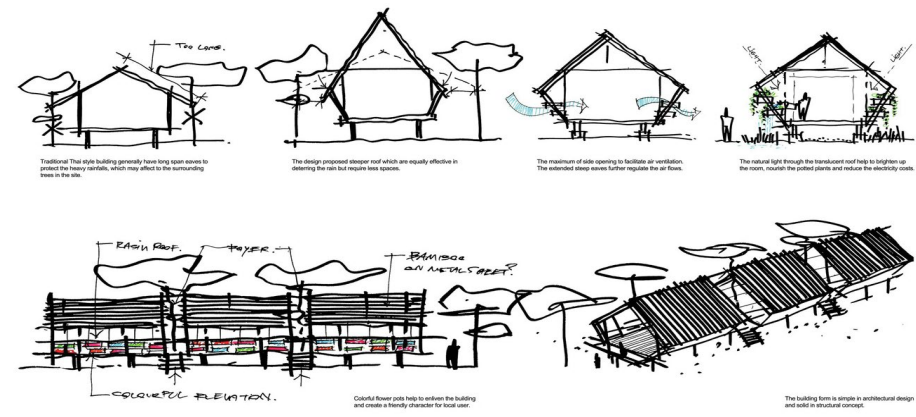 TOO LONG.
LIGHT.
LIGHT.
Traditional Thai style building generally have long span eaves to
protect the heavy rainfalls, which may affect to the surrounding
trees in the site.
The design proposed steeper roof which are equally effective in
deterring the rain but require less spaces.
The maximum of side opening to facilitate air ventilation.
The extended steep eaves further regulate the air flows.
The natural light through the translucent roof help to brighten up
the room, nourish the potted plants and reduce the electricity costs.
RASIN ROOF.
FOYER.
BAMBOO
ON METAL SHEET?
COLOURFUL ELEVATION.
Colorful flower pots help to enliven the building
and create a friendly character for local user.
The building form is simple in architectural design
and solid in structural concept.